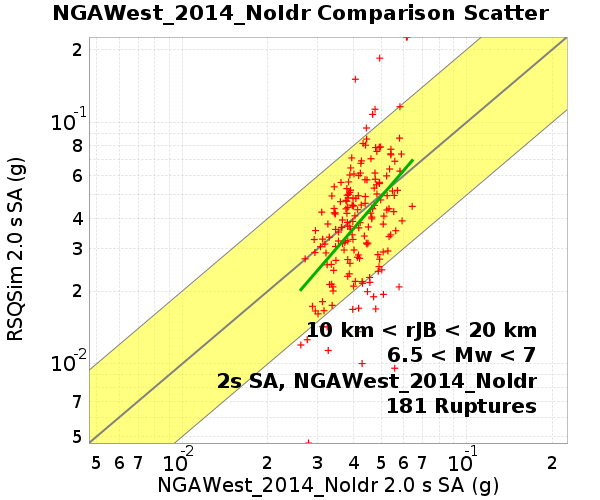 NGAWest_2014_NoIdr Comparison Scatter
RSQSim 2.0 s SA (g)
2
10-1
8
6
4
3
2
10-2
7
5
10 km < rJB < 20 km
6.5 < Mw < 7
2s SA, NGAWest_2014_NoIdr
181 Ruptures
5 6 7 10-2 2 3 4 5 6 7 10-1 2
NGAWest_2014_NoIdr 2.0 s SA (g)